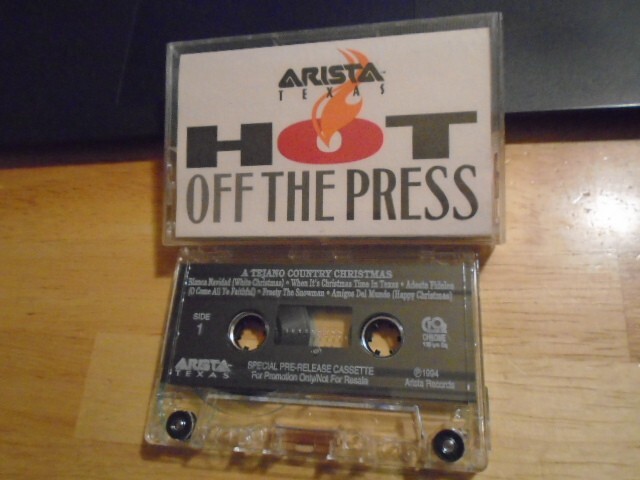 ARISTA
TEXAS
HOT
OFF THE PRESS
A TEJANO COUNTRY CHRISTMAS
Blanca Navidad (White Christmas) • When It's Christmas Time In Texas • Adeste Fideles
(O Come All Ye Faithful) • Frosty The Snowman • Amigos Del Mundo (Happy Christmas)
SIDE
1
CHROME
ARISTA
TEXAS
SPECIAL PRE-RELEASE CASSETTE
For Promotion Only/Not For Resale
℗1994
Arista Records